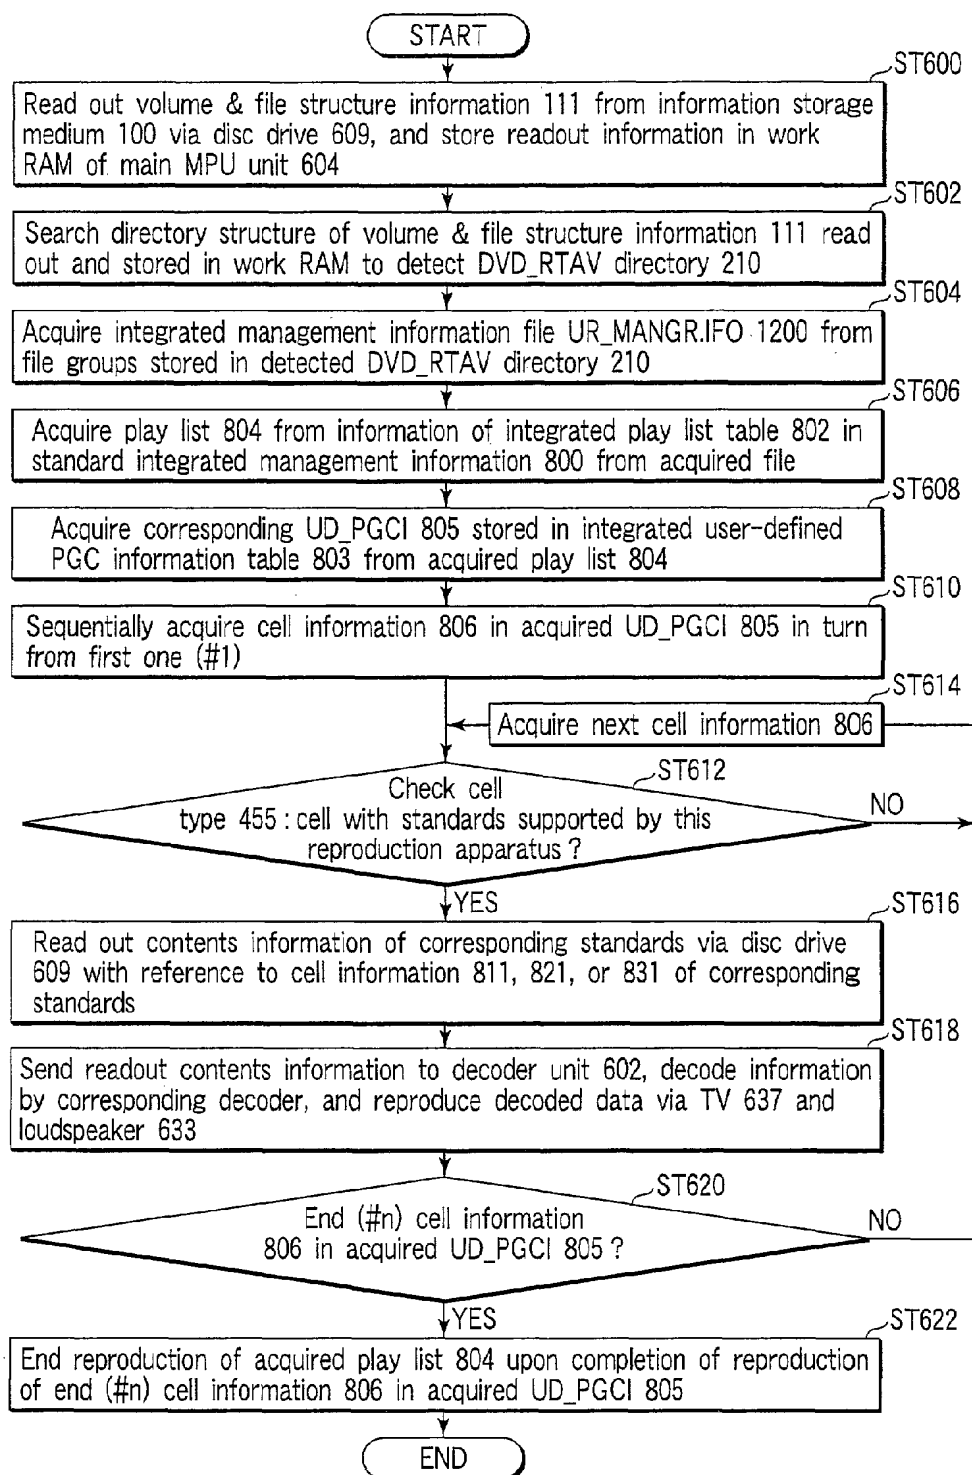 START
ST600
Read out volume & file structure information 111 from information storage
medium 100 via disc drive 609, and store readout information in work
RAM of main MPU unit 604
ST602
Search directory structure of volume & file structure information 111 read
out and stored in work RAM to detect DVD_RTAV directory 210
ST604
Acquire integrated management information file UR_MANGR.IFO 1200 from
file groups stored in detected DVD_RTAV directory 210
ST606
Acquire play list 804 from information of integrated play list table 802 in
standard integrated management information 800 from acquired file
ST608
Acquire corresponding UD_PGCI 805 stored in integrated user-defined
PGC information table 803 from acquired play list 804
ST610
Sequentially acquire cell information 806 in acquired UD_PGCI 805 in turn
from first one (#1)
ST614
Acquire next cell information 806
ST612
Check cell
type 455 : cell with standards supported by this
reproduction apparatus ?
NO
YES
ST616
Read out contents information of corresponding standards via disc drive
609 with reference to cell information 811, 821, or 831 of corresponding
standards
ST618
Send readout contents information to decoder unit 602, decode information
by corresponding decoder, and reproduce decoded data via TV 637 and
loudspeaker 633
ST620
End (#n) cell information
806 in acquired UD_PGCI 805 ?
NO
YES
ST622
End reproduction of acquired play list 804 upon completion of reproduction
of end (#n) cell information 806 in acquired UD_PGCI 805
END